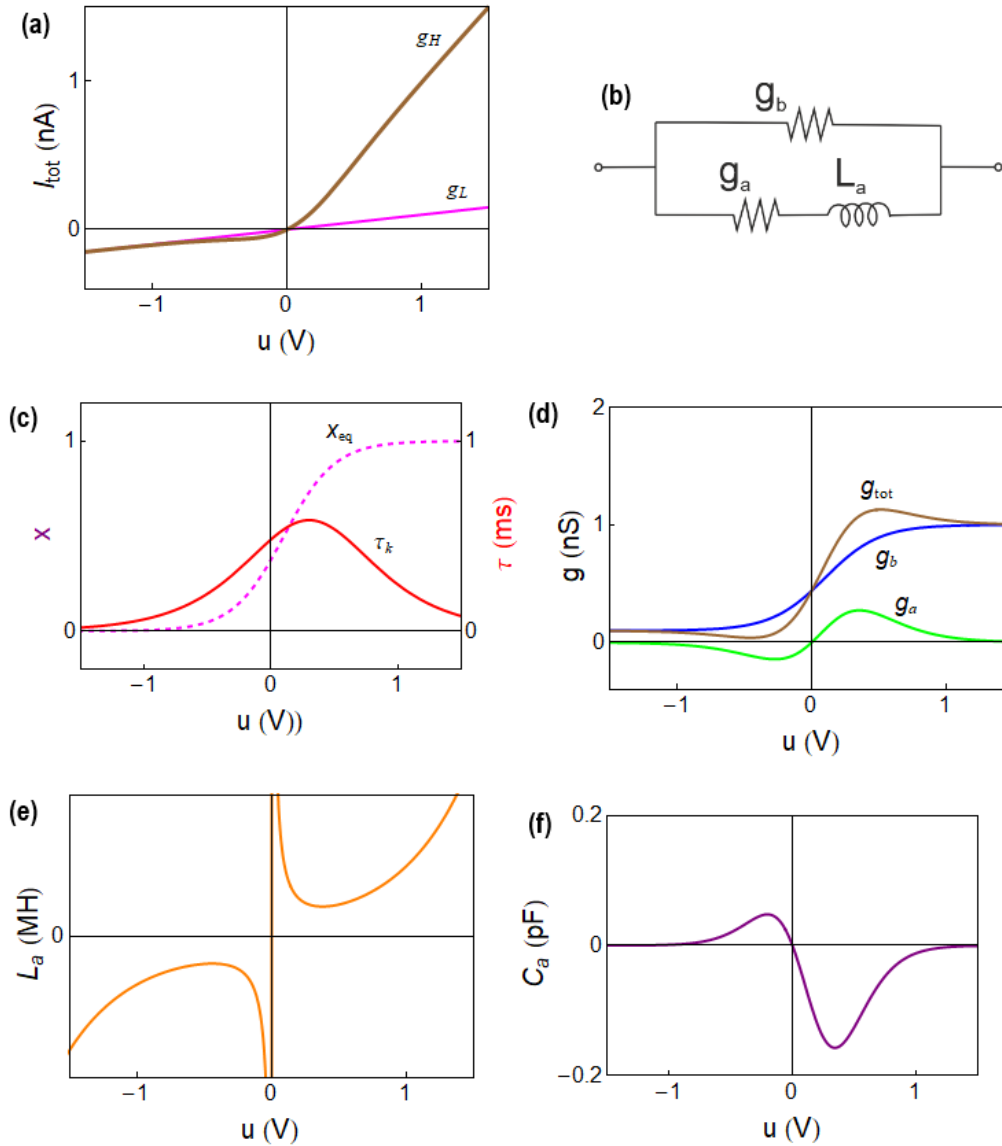 (a)
1
0
−1
0
1
I_tot (nA)
u (V)
g_H
g_L
(b)
g_b
g_a
L_a
(c)
1
0
−1
0
1
x
u (V))
X_eq
τ_k
1
0
τ (ms)
(d)
2
1
0
−1
0
1
g (nS)
u (V)
g_tot
g_b
g_a
(e)
0
−1
0
1
L_a (MH)
u (V)
(f)
0.2
0
−0.2
−1
0
1
C_a (pF)
u (V)